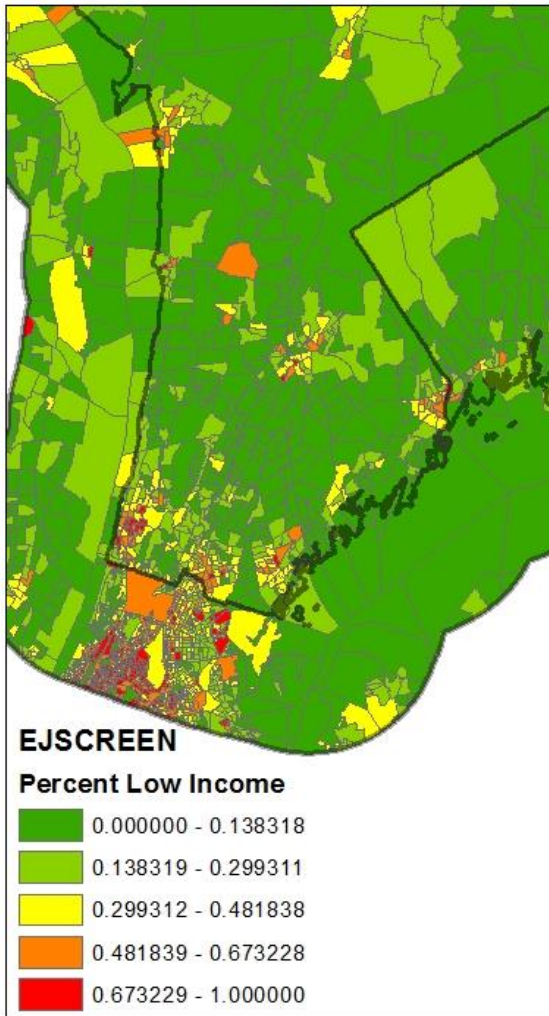 EJSCREEN
Percent Low Income
0.000000 - 0.138318
0.138319 - 0.299311
0.299312 - 0.481838
0.481839 - 0.673228
0.673229 - 1.000000